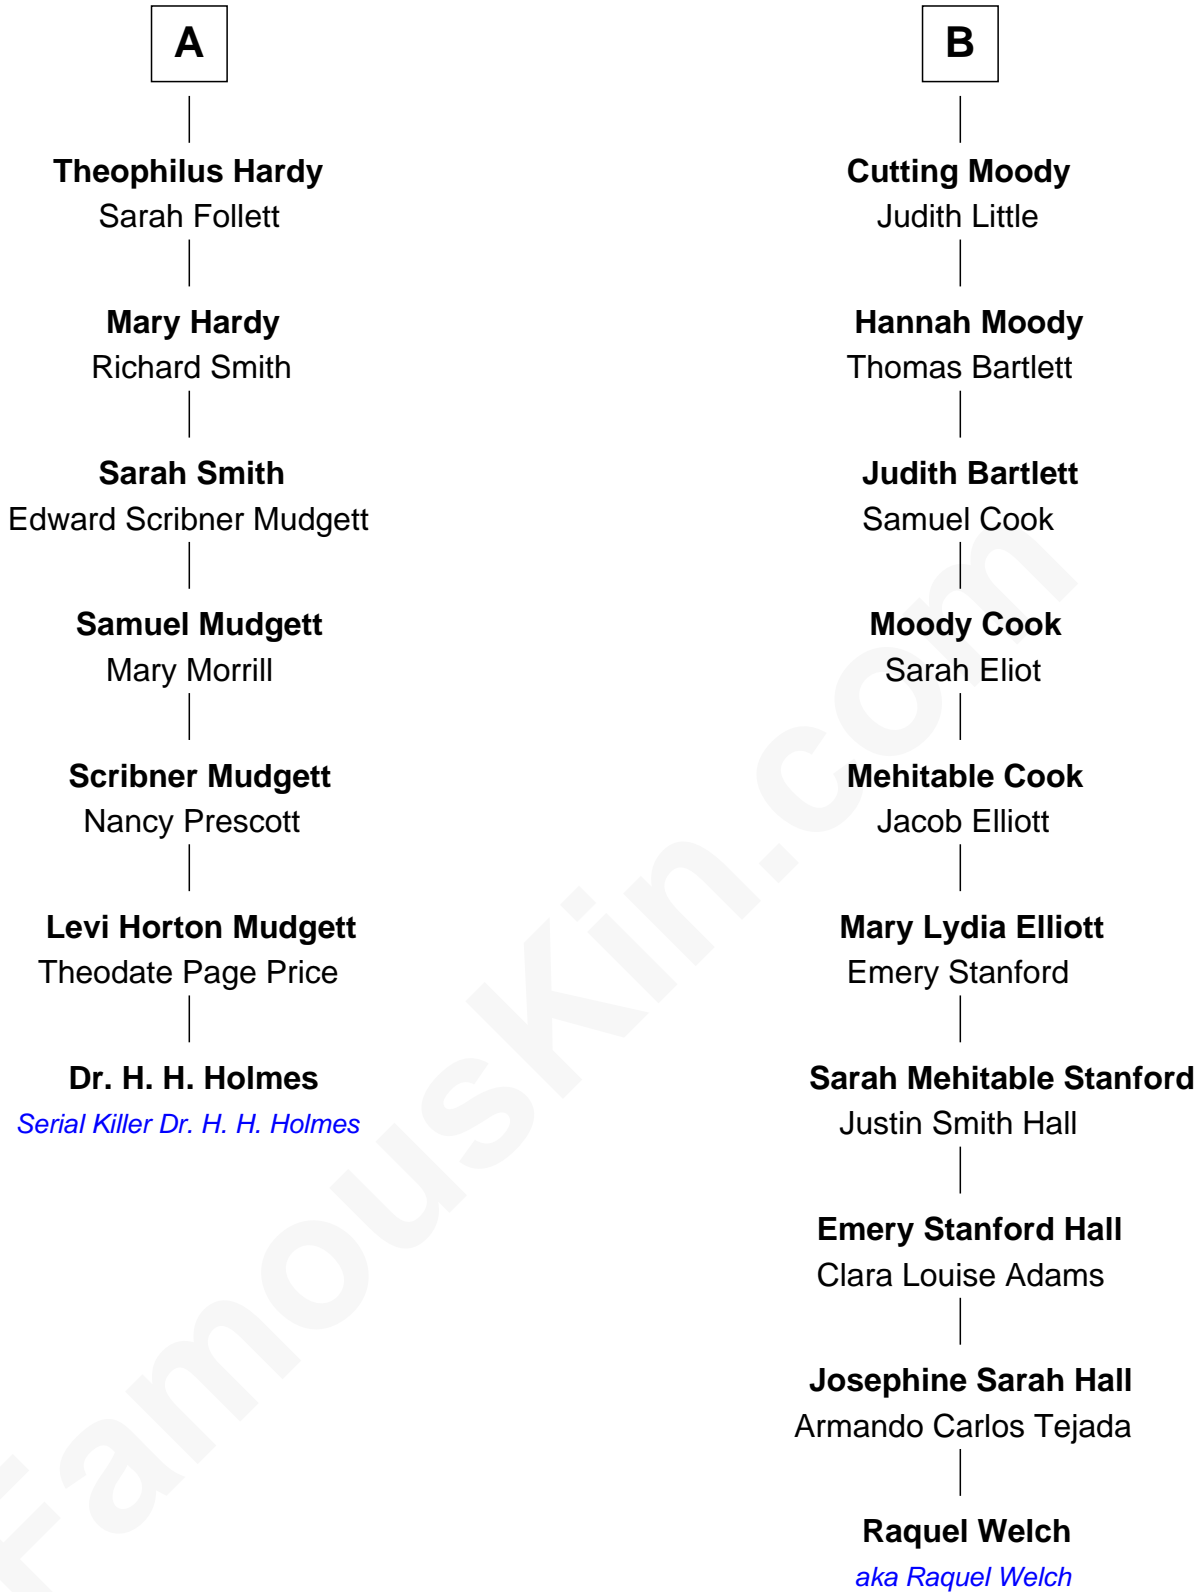 A
Theophilus Hardy
Sarah Follett
Mary Hardy
Richard Smith
Sarah Smith
Edward Scribner Mudgett
Samuel Mudgett
Mary Morrill
Scribner Mudgett
Nancy Prescott
Levi Horton Mudgett
Theodate Page Price
Dr. H. H. Holmes
Serial Killer Dr. H. H. Holmes
B
Cutting Moody
Judith Little
Hannah Moody
Thomas Bartlett
Judith Bartlett
Samuel Cook
Moody Cook
Sarah Eliot
Mehitable Cook
Jacob Elliott
Mary Lydia Elliott
Emery Stanford
Sarah Mehitable Stanford
Justin Smith Hall
Emery Stanford Hall
Clara Louise Adams
Josephine Sarah Hall
Armando Carlos Tejada
Raquel Welch
aka Raquel Welch
FamousKin.com